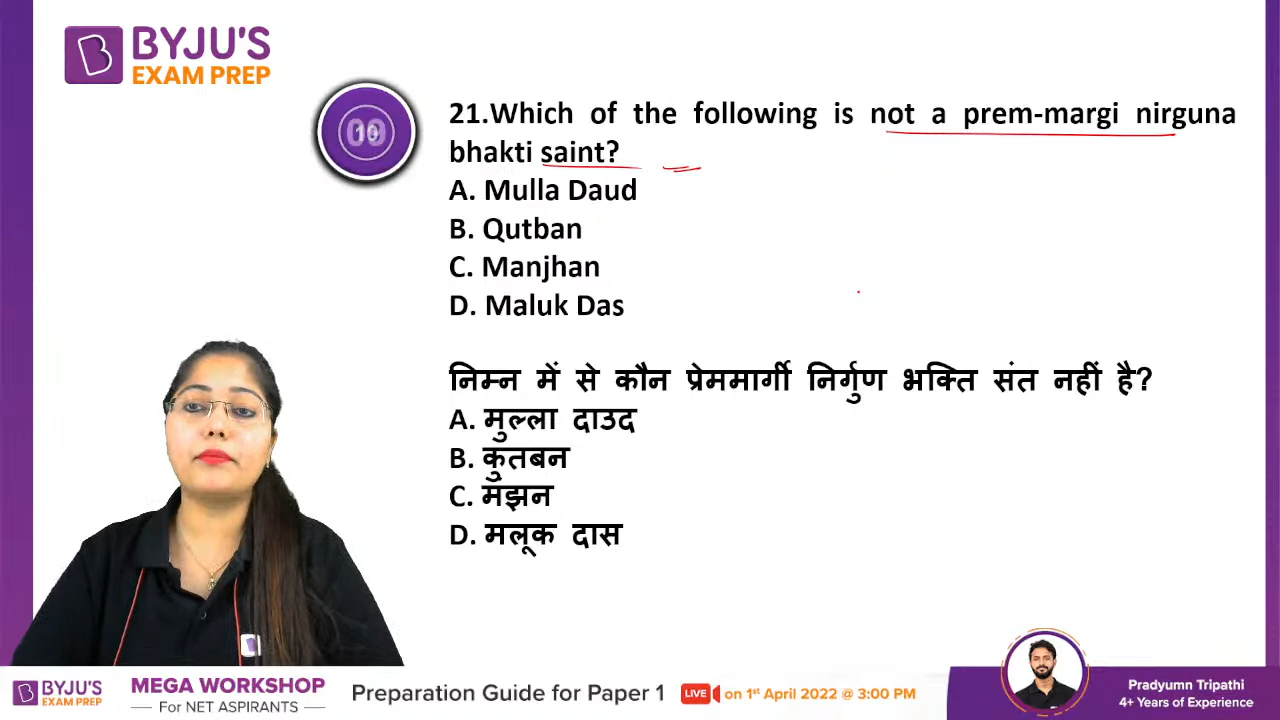 BYJU'S
EXAM PREP
21.Which of the following is not a prem-margi nirguna
bhakti saint?
A. Mulla Daud
B. Qutban
C. Manjhan
D. Maluk Das
निम्न में से कौन प्रेममार्गी निर्गुण भक्ति संत नहीं है?
A. मुल्ला दाउद
B. कुतबन
C. मंझन
D. मलूक दास
BYJU'S
EXAM PREP
MEGA WORKSHOP
For NET ASPIRANTS
Preparation Guide for Paper 1
LIVE on 1st April 2022 @ 3:00 PM
Pradyumn Tripathi
4+ Years of Experience